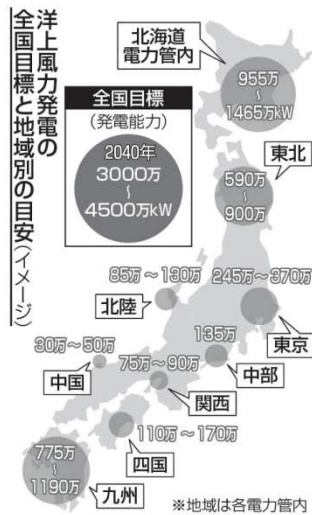 洋上風力発電の
全国目標と地域別の目安(イメージ)
全国目標
(発電能力)
2040年
3000万
〜
4500万kW
北海道
電力管内
955万
〜
1465万kW
東北
590万
〜
900万
85万〜130万
北陸
245万〜370万
東京
30万〜50万
中国
75万〜90万
関西
135万
中部
110万〜170万
四国
775万
〜
1190万
九州
※地域は各電力管内